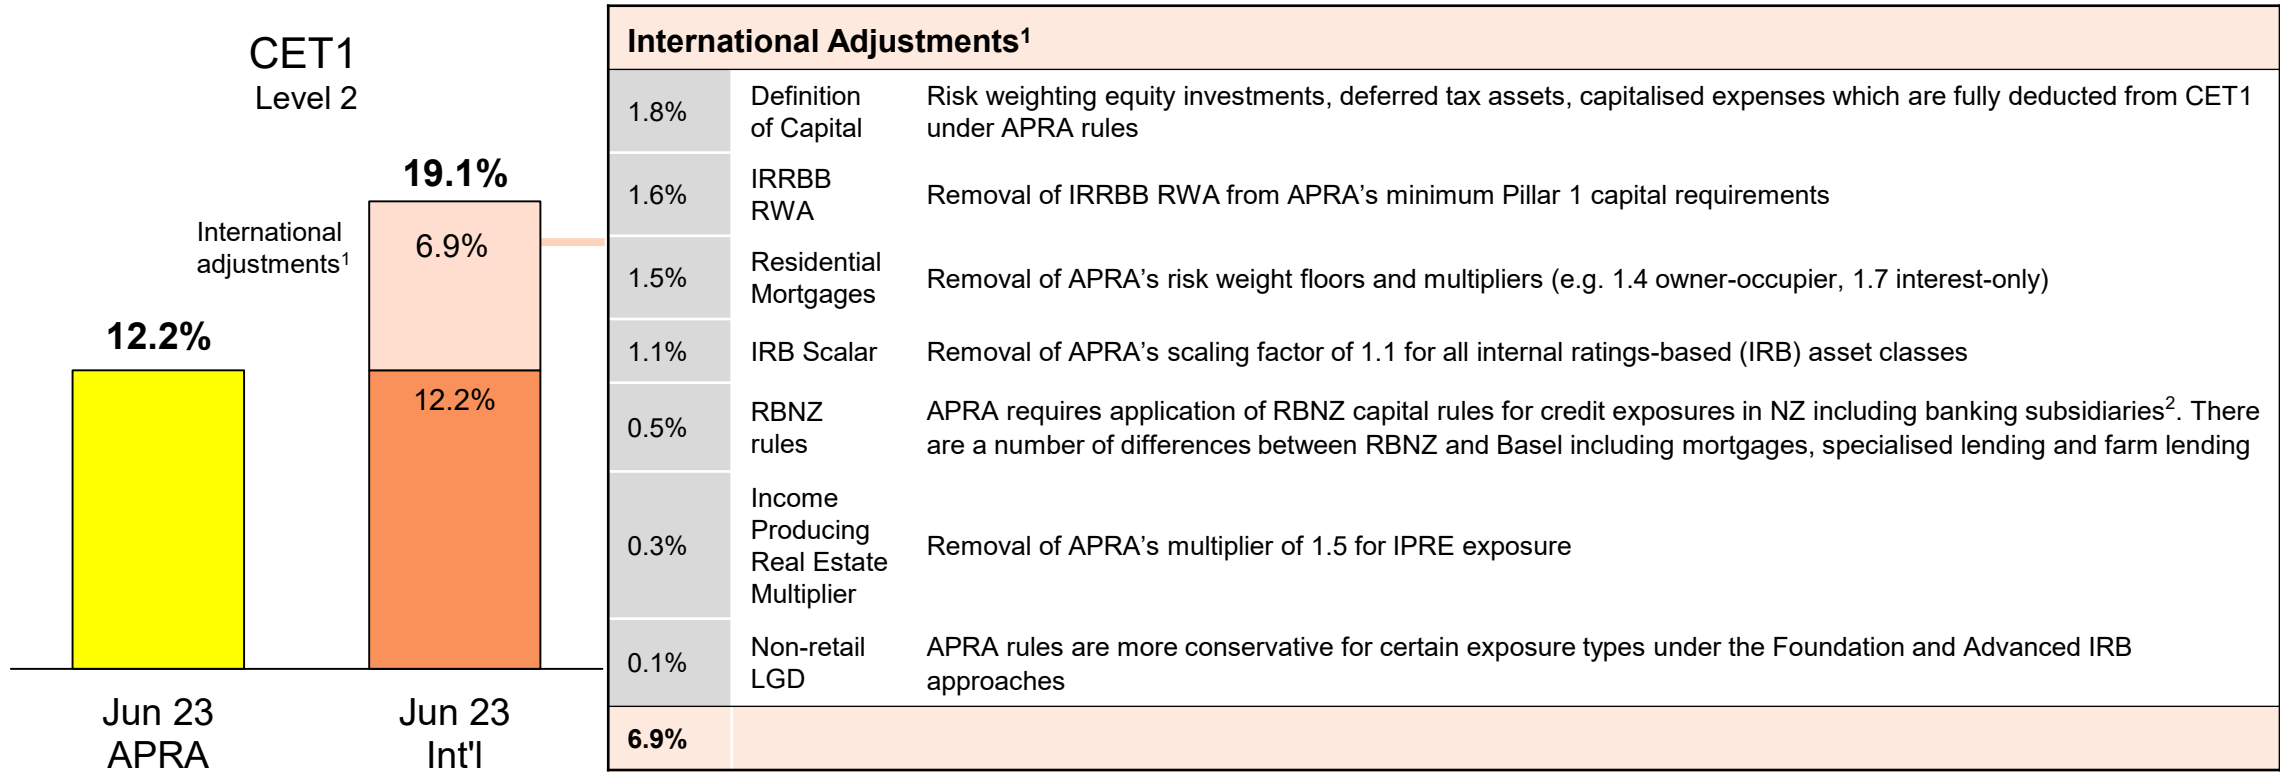 CET1
Level 2
19.1%
International
adjustments¹
6.9%
12.2%
12.2%
Jun 23
APRA
Jun 23
Int'l
International Adjustments¹
1.8%
Definition
of Capital
Risk weighting equity investments, deferred tax assets, capitalised expenses which are fully deducted from CET1
under APRA rules
1.6%
IRRBB
RWA
Removal of IRRBB RWA from APRA’s minimum Pillar 1 capital requirements
1.5%
Residential
Mortgages
Removal of APRA’s risk weight floors and multipliers (e.g. 1.4 owner-occupier, 1.7 interest-only)
1.1%
IRB Scalar
Removal of APRA’s scaling factor of 1.1 for all internal ratings-based (IRB) asset classes
0.5%
RBNZ
rules
APRA requires application of RBNZ capital rules for credit exposures in NZ including banking subsidiaries². There
are a number of differences between RBNZ and Basel including mortgages, specialised lending and farm lending
0.3%
Income
Producing
Real Estate
Multiplier
Removal of APRA’s multiplier of 1.5 for IPRE exposure
0.1%
Non-retail
LGD
APRA rules are more conservative for certain exposure types under the Foundation and Advanced IRB
approaches
6.9%